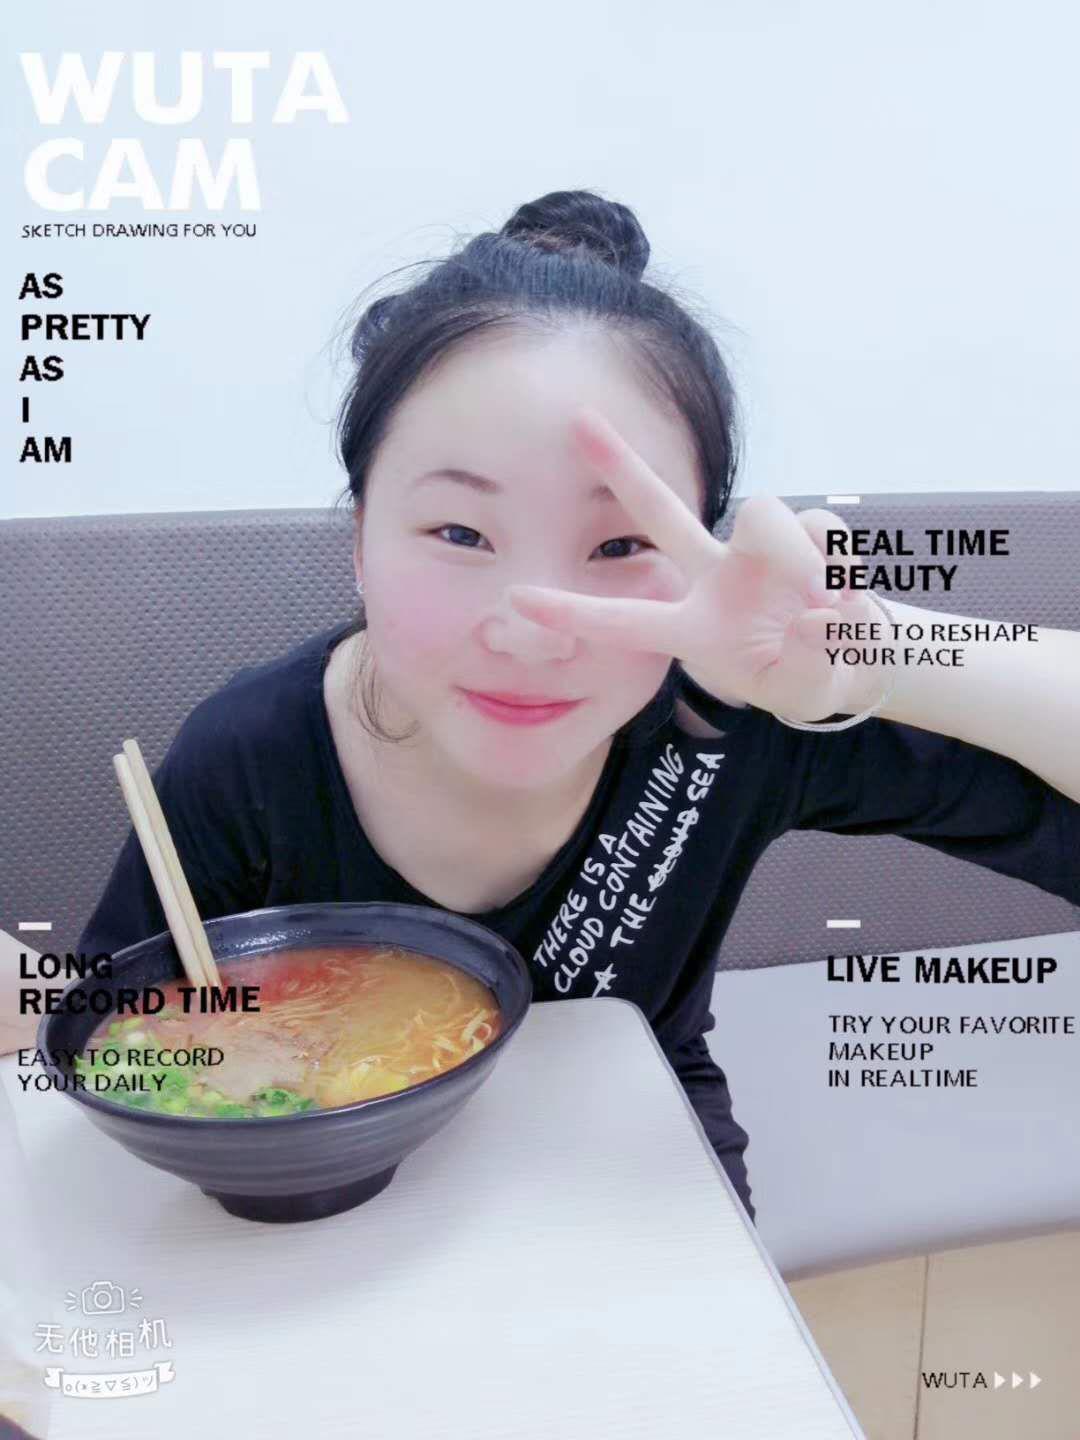 WUTA
CAM
SKETCH DRAWING FOR YOU
AS
PRETTY
AS
I
AM
REAL TIME
BEAUTY
FREE TO RESHAPE
YOUR FACE
THERE IS A
CLOUD CONTAINING
A THE CLOUD SEA
LONG
RECORD TIME
EASY TO RECORD
YOUR DAILY
LIVE MAKEUP
TRY YOUR FAVORITE
MAKEUP
IN REALTIME
无他相机
o(*≧▽≦)ツ
WUTA